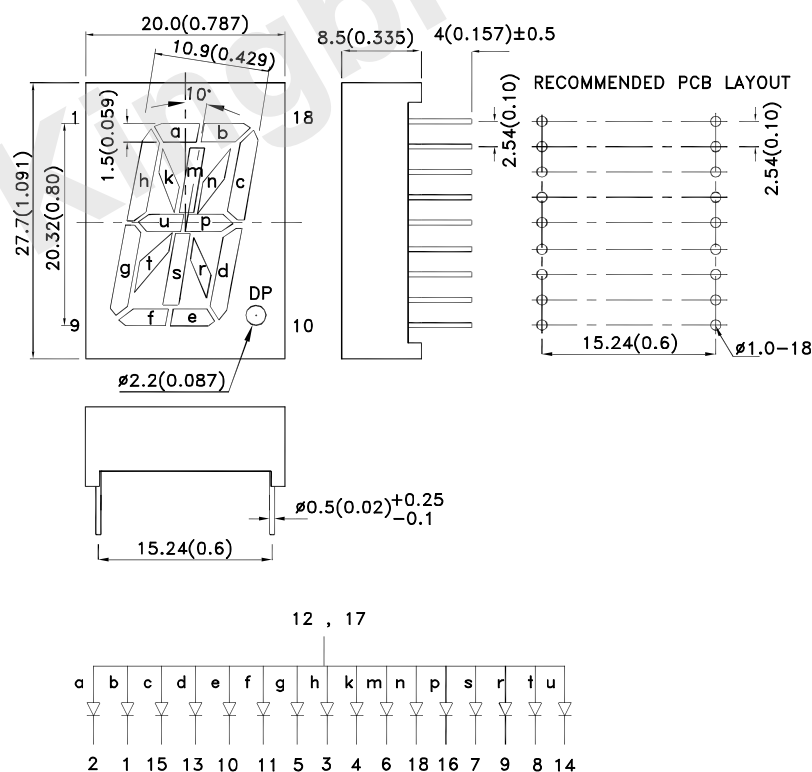 Kingbr
20.0(0.787)
10.9(0.429)
10°
1.5(0.059)
27.7(1.091)
20.32(0.80)
1
18
9
10
a
b
h
k
m
n
c
u
p
g
t
s
r
d
f
e
DP
ø2.2(0.087)
8.5(0.335)
4(0.157)±0.5
2.54(0.10)
RECOMMENDED PCB LAYOUT
2.54(0.10)
15.24(0.6)
ø1.0-18
ø0.5(0.02)+0.25
-0.1
15.24(0.6)
12 , 17
a b c d e f g h k m n p s r t u
2 1 15 13 10 11 5 3 4 6 18 16 7 9 8 14